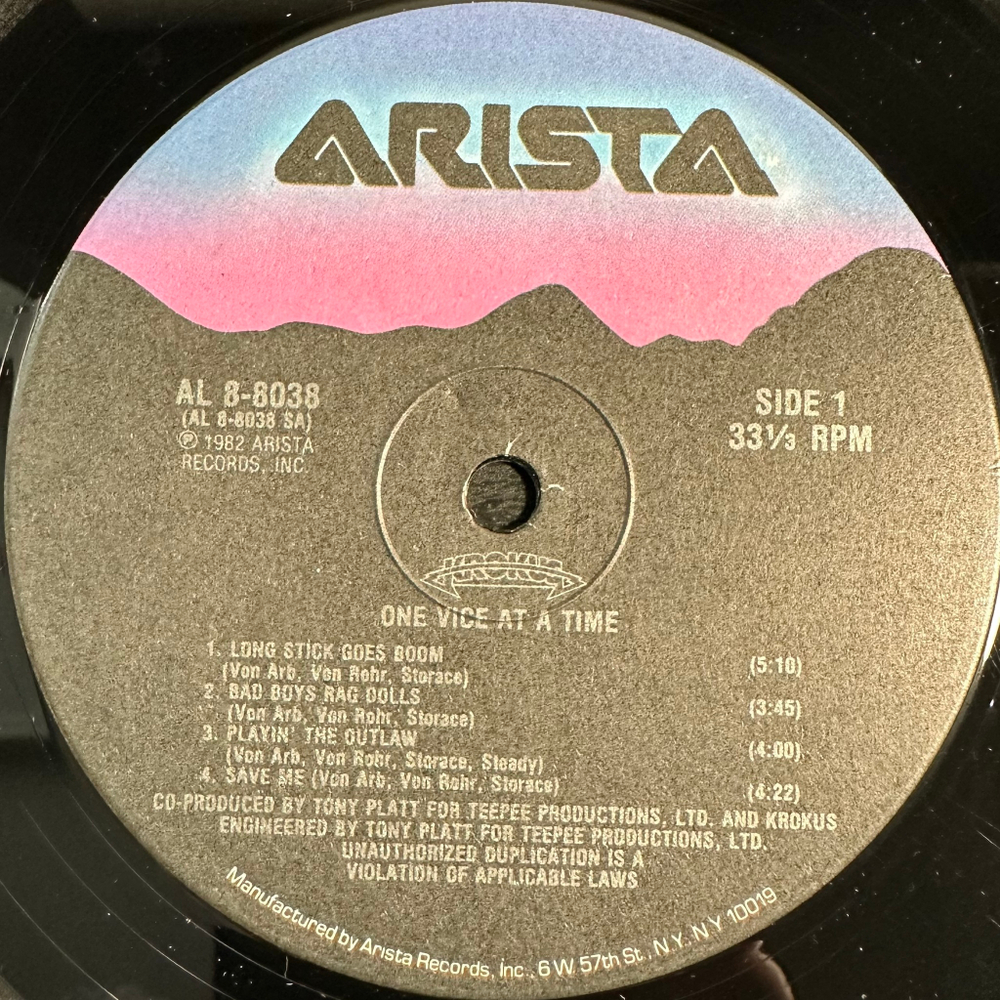 ARISTA
AL 8-8038
(AL 8-8038 SA)
Ⓟ 1982 ARISTA
RECORDS, INC.
SIDE 1
33⅓ RPM
KROKUS
ONE VICE AT A TIME
1. LONG STICK GOES BOOM
(Von Arb, Von Rohr, Storace) (5:10)
2. BAD BOYS RAG DOLLS
(Von Arb, Von Rohr, Storace) (3:45)
3. PLAYIN' THE OUTLAW
(Von Arb, Von Rohr, Storace, Steady) (4:00)
4. SAVE ME (Von Arb, Von Rohr, Storace) (4:22)
CO-PRODUCED BY TONY PLATT FOR TEEPEE PRODUCTIONS, LTD. AND KROKUS
ENGINEERED BY TONY PLATT FOR TEEPEE PRODUCTIONS, LTD.
UNAUTHORIZED DUPLICATION IS A
VIOLATION OF APPLICABLE LAWS
Manufactured by Arista Records, Inc., 6 W. 57th St., N.Y. N.Y. 10019